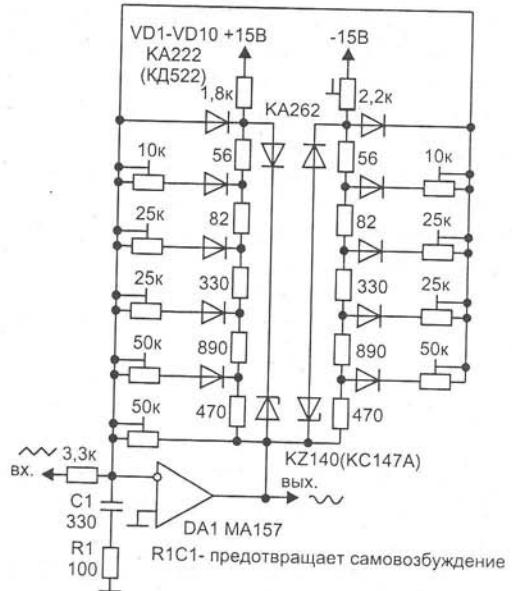 VD1-VD10 +15В
-15В
КА222
(КД522)
1,8к
КА262
2,2к
10к
56
56
10к
25к
82
82
25к
25к
330
330
25к
50к
890
890
50к
50к
470
470
3,3к
KZ140(КС147А)
вх.
вых.
C1
330
DA1 MA157
R1
100
R1C1- предотвращает самовозбуждение